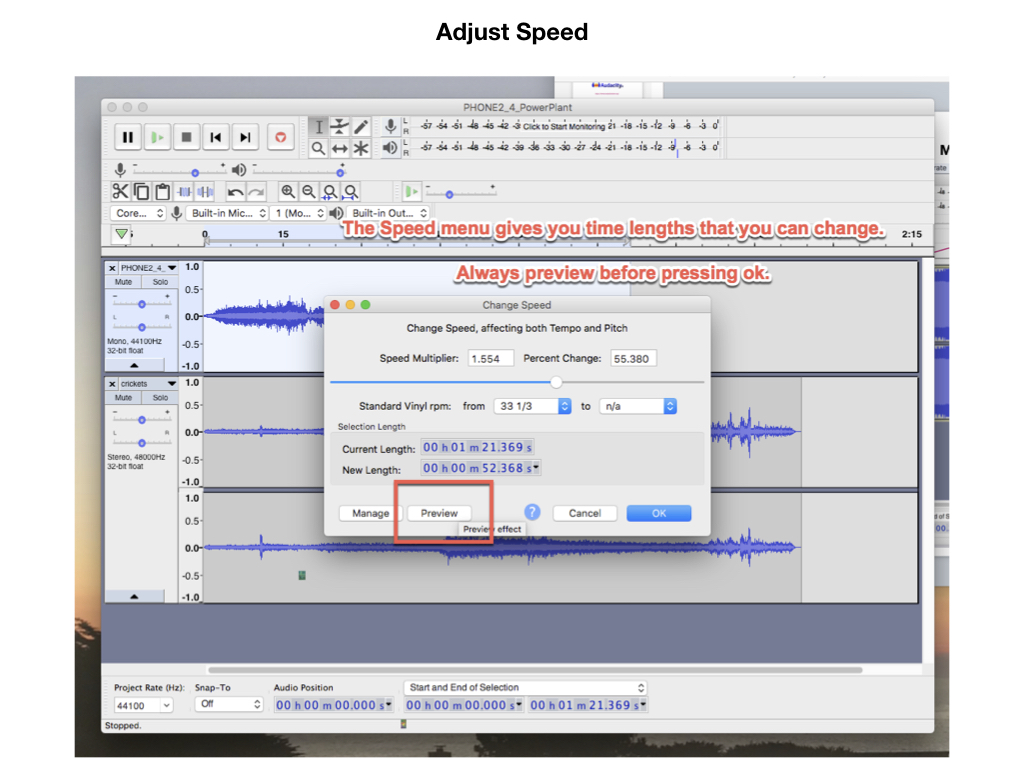 Adjust Speed
Audacity.
PHONE2_4_PowerPlant
L
R
-57 -54 -51 -48 -45 -42 -3 Click to Start Monitoring 21 -18 -15 -12 -9 -6 -3 0
L
R
-57 -54 -51 -48 -45 -42 -39 -36 -33 -30 -27 -24 -21 -18 -15 -12 -9 -6 -3 0
Core... Built-in Mic... 1 (Mo... Built-in Out...
The Speed menu gives you time lengths that you can change.
0 15 2:15
Always preview before pressing ok.
PHONE2_4_ 1.0
Mute Solo
0.5
- +
L R
0.0
Mono, 44100Hz
32-bit float
-0.5
-1.0
Change Speed
Change Speed, affecting both Tempo and Pitch
Speed Multiplier: 1.554 Percent Change: 55.380
Standard Vinyl rpm: from 33 1/3 to n/a
Selection Length
Current Length: 00 h 01 m 21.369 s
New Length: 00 h 00 m 52.368 s
Manage Preview ? Cancel OK
Preview effect
crickets 1.0
Mute Solo
0.5
- +
L R
0.0
Stereo, 48000Hz
32-bit float
-0.5
-1.0
1.0
0.5
0.0
-0.5
-1.0
Project Rate (Hz): Snap-To Audio Position Start and End of Selection
44100 Off 00 h 00 m 00.000 s 00 h 00 m 00.000 s 00 h 01 m 21.369 s
Stopped.